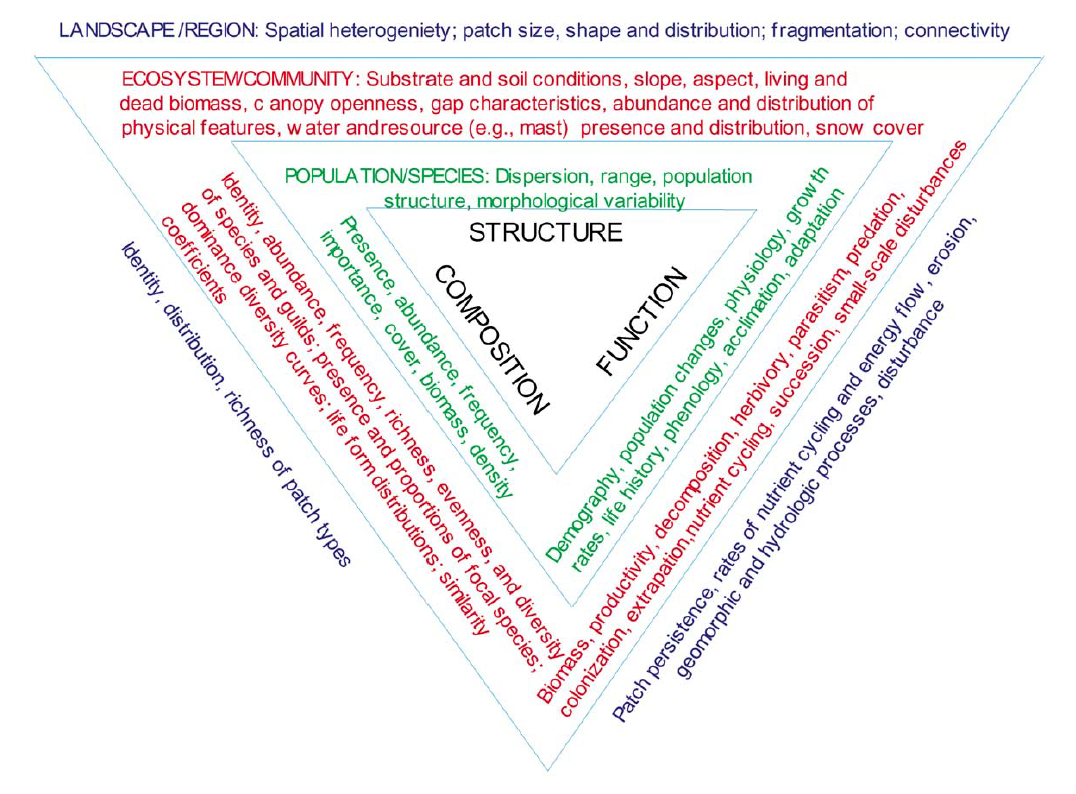 LANDSCAPE/REGION: Spatial heterogeniety; patch size, shape and distribution; fragmentation; connectivity
ECOSYSTEM/COMMUNITY: Substrate and soil conditions, slope, aspect, living and
dead biomass, c anopy openness, gap characteristics, abundance and distribution of
physical features, w ater andresource (e.g., mast) presence and distribution, snow cover
POPULATION/SPECIES: Dispersion, range, population
structure, morphological variability
STRUCTURE
COMPOSITION
FUNCTION
Presence, abundance, frequency,
importance, cover, biomass, density
Identity, abundance, frequency, richness, evenness, and diversity
of species and guilds; presence and proportions of focal species;
dominance diversity curves; life form distributions; similarity
coefficients
Identity, distribution, richness of patch types
Demography, population changes, physiology, growth
rates, life history, phenology, acclimation, adaptation
Biomass, productivity, decomposition, herbivory, parasitism, predation,
colonization, extrapation,nutrient cycling, succession, small-scale disturbances
Patch persistence, rates of nutrient cycling and energy flow, erosion,
geomorphic and hydrologic processes, disturbance